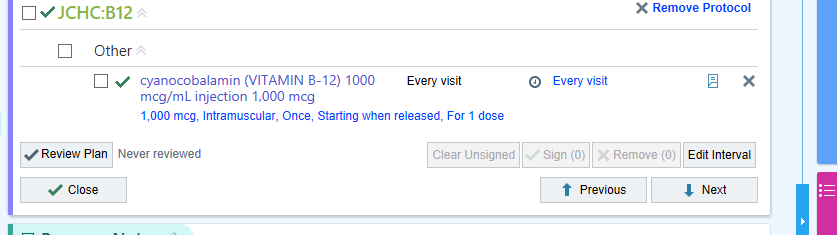 JCHC:B12
Remove Protocol
Other
cyanocobalamin (VITAMIN B-12) 1000 mcg/mL injection 1,000 mcg
Every visit
Every visit
1,000 mcg, Intramuscular, Once, Starting when released, For 1 dose
Review Plan
Never reviewed
Clear Unsigned
Sign (0)
Remove (0)
Edit Interval
Close
Previous
Next